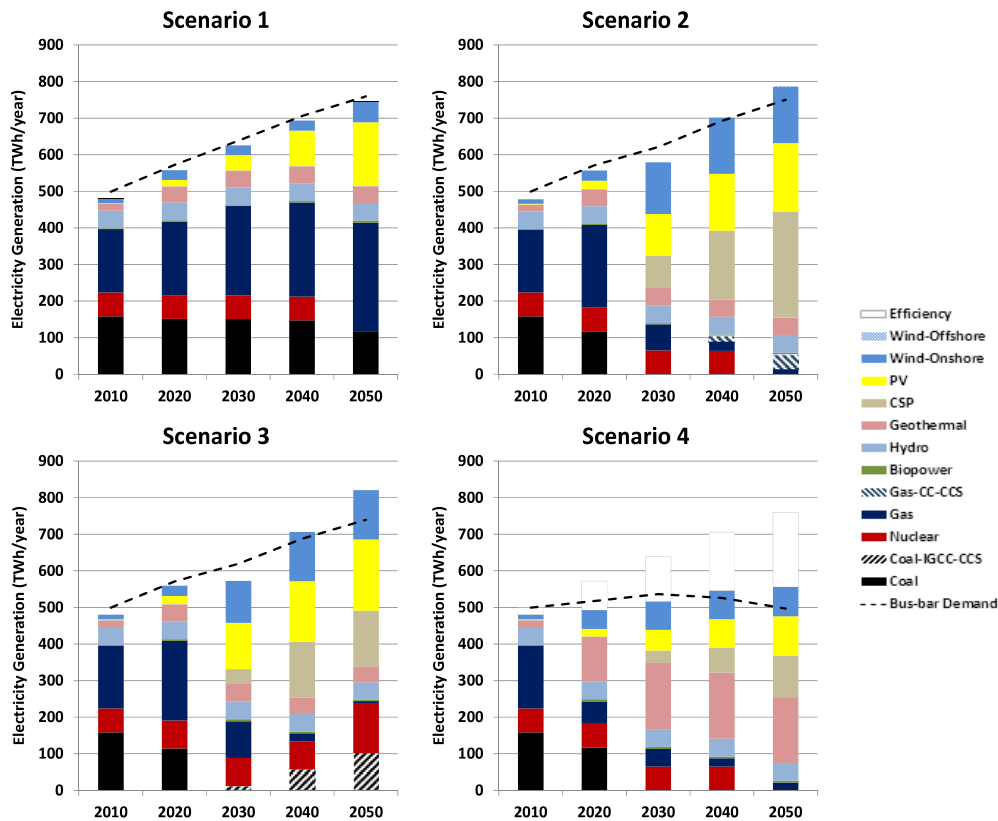 Scenario 1
Electricity Generation (TWh/year)
900
800
700
600
500
400
300
200
100
0
2010 2020 2030 2040 2050
Scenario 2
Electricity Generation (TWh/year)
900
800
700
600
500
400
300
200
100
0
2010 2020 2030 2040 2050
Scenario 3
Electricity Generation (TWh/year)
900
800
700
600
500
400
300
200
100
0
2010 2020 2030 2040 2050
Scenario 4
Electricity Generation (TWh/year)
900
800
700
600
500
400
300
200
100
0
2010 2020 2030 2040 2050
Efficiency
Wind-Offshore
Wind-Onshore
PV
CSP
Geothermal
Hydro
Biopower
Gas-CC-CCS
Gas
Nuclear
Coal-IGCC-CCS
Coal
Bus-bar Demand